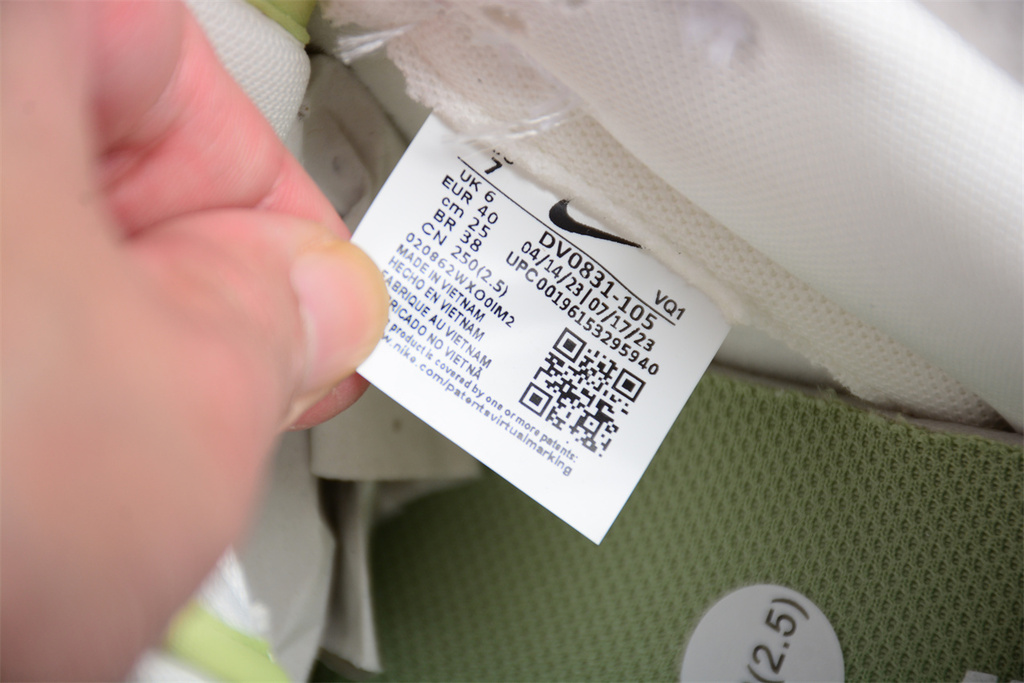 7
UK 6
EUR 40
cm 25
BR 38
CN 250(2.5)
020862WXO0IM2
MADE IN VIETNAM
HECHO EN VIETNAM
FABRIQUE AU VIETNAM
RICADO NO VIETNÃ
product is covered by one or more patents:
w.nike.com/patentsvirtualmarking
DV0831-105 VQ1
04/14/23|07/17/23
UPC00196153295940
(2.5)